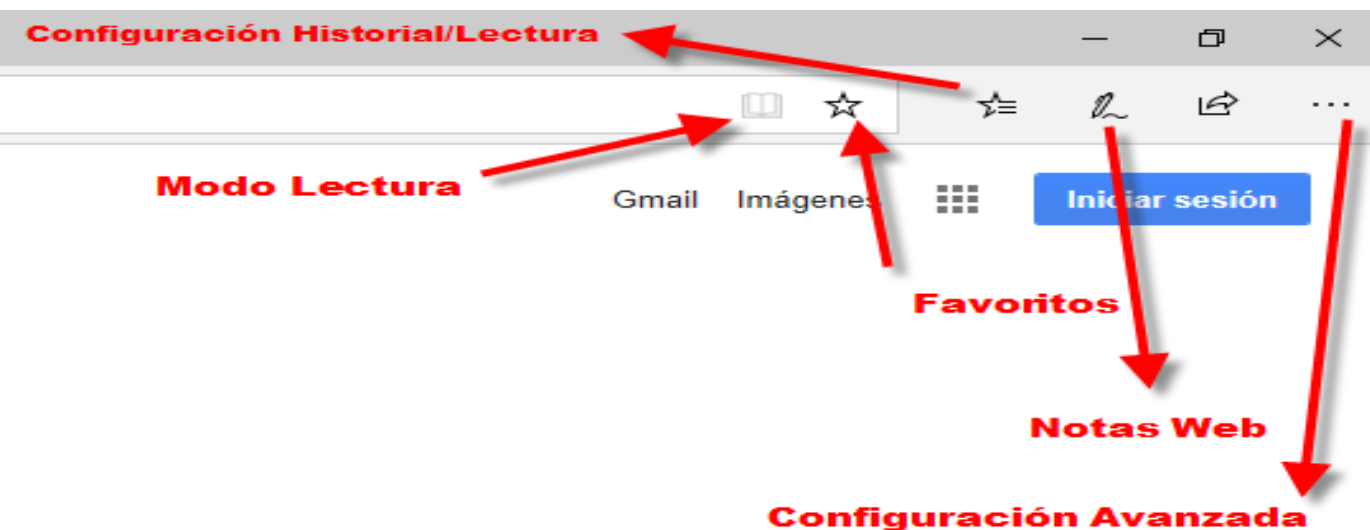 Configuración Historial/Lectura
Modo Lectura
Gmail Imágenes Iniciar sesión
Favoritos
Notas Web
Configuración Avanzada